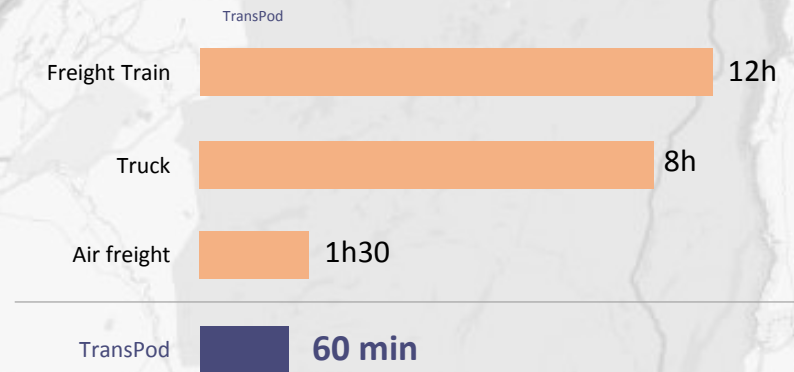 TransPod
Freight Train 12h
Truck 8h
Air freight 1h30
TransPod 60 min